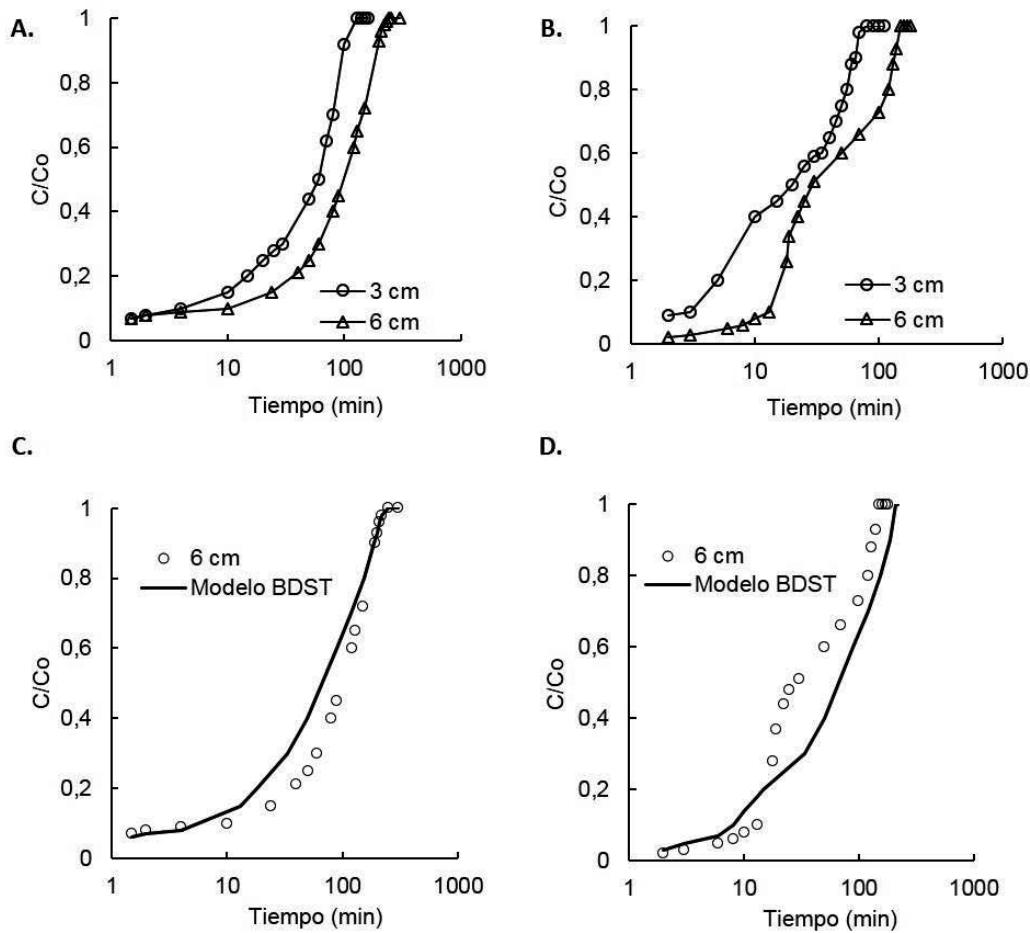 A.
1
0,8
0,6
0,4
0,2
0
C/Co
3 cm
6 cm
1 10 100 1000
Tiempo (min)
B.
1
0,8
0,6
0,4
0,2
0
C/Co
3 cm
6 cm
1 10 100 1000
Tiempo (min)
C.
1
0,8
0,6
0,4
0,2
0
C/Co
6 cm
Modelo BDST
1 10 100 1000
Tiempo (min)
D.
1
0,8
0,6
0,4
0,2
0
C/Co
6 cm
Modelo BDST
1 10 100 1000
Tiempo (min)